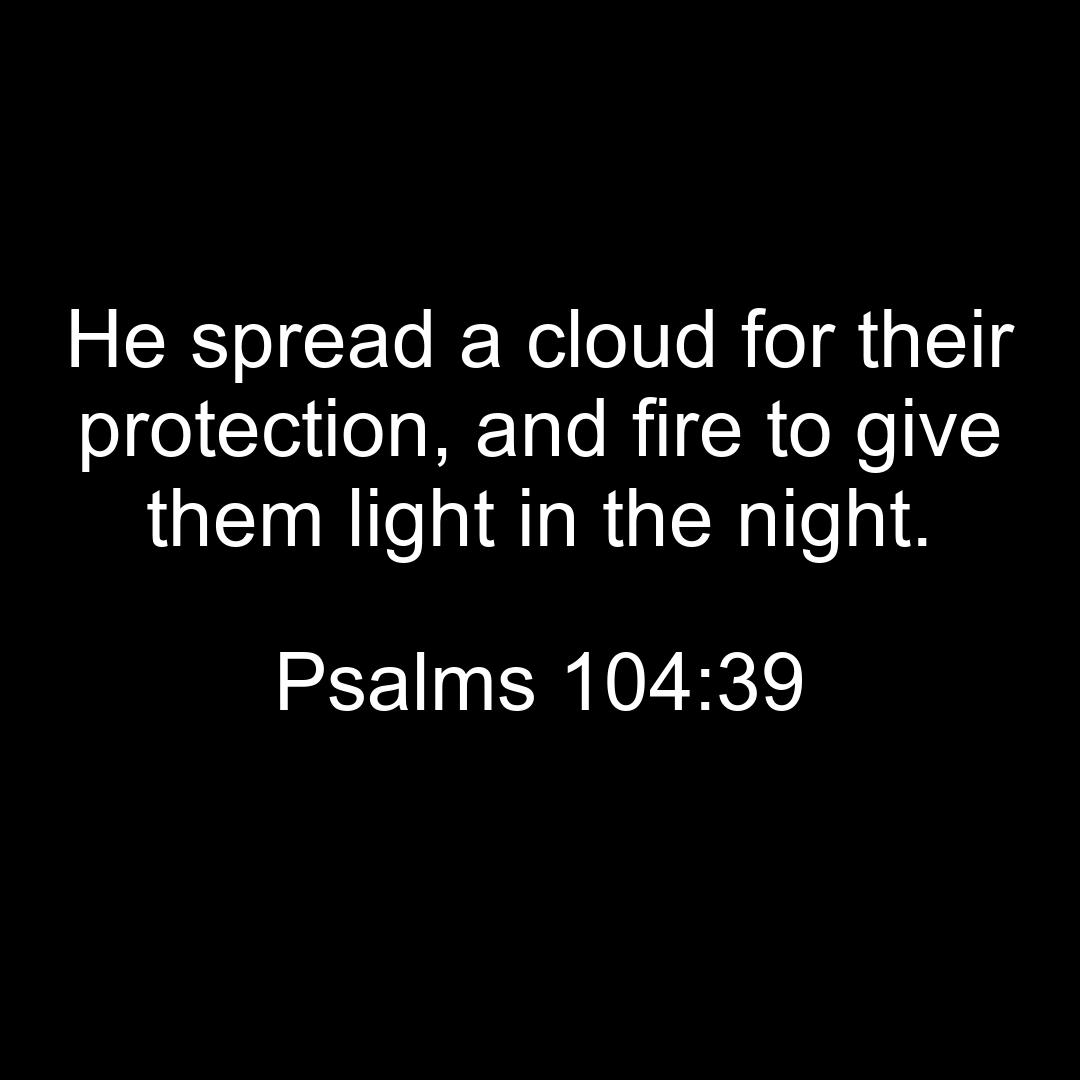 He spread a cloud for their
protection, and fire to give
them light in the night.
Psalms 104:39